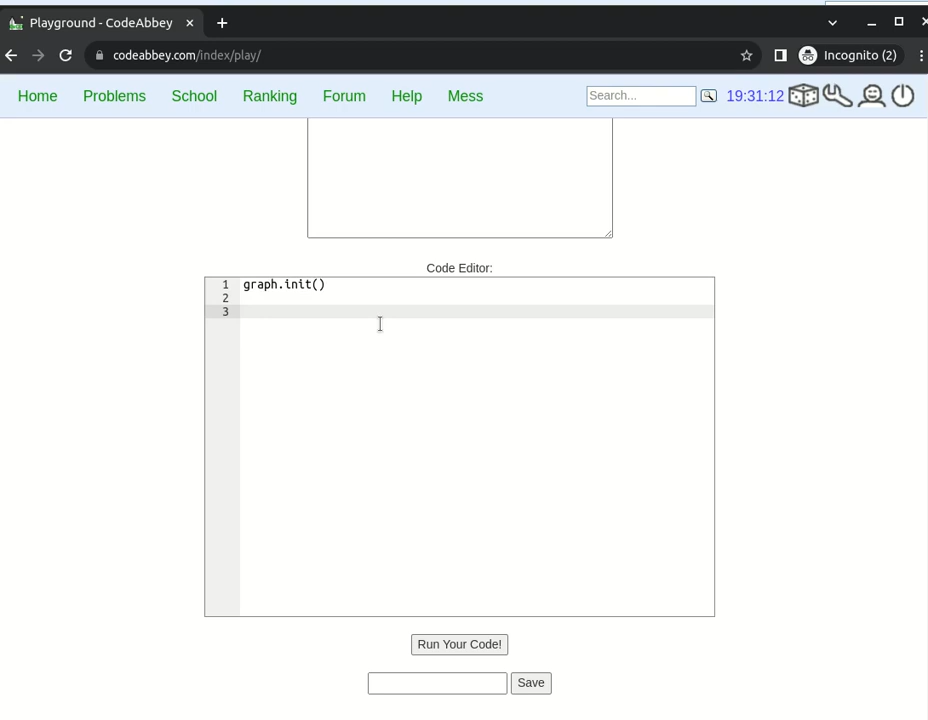 Playground - CodeAbbey
codeabbey.com/index/play/
Incognito (2)
Home Problems School Ranking Forum Help Mess Search... 19:31:12
Code Editor:
1 graph.init()
2
3
Run Your Code!
Save